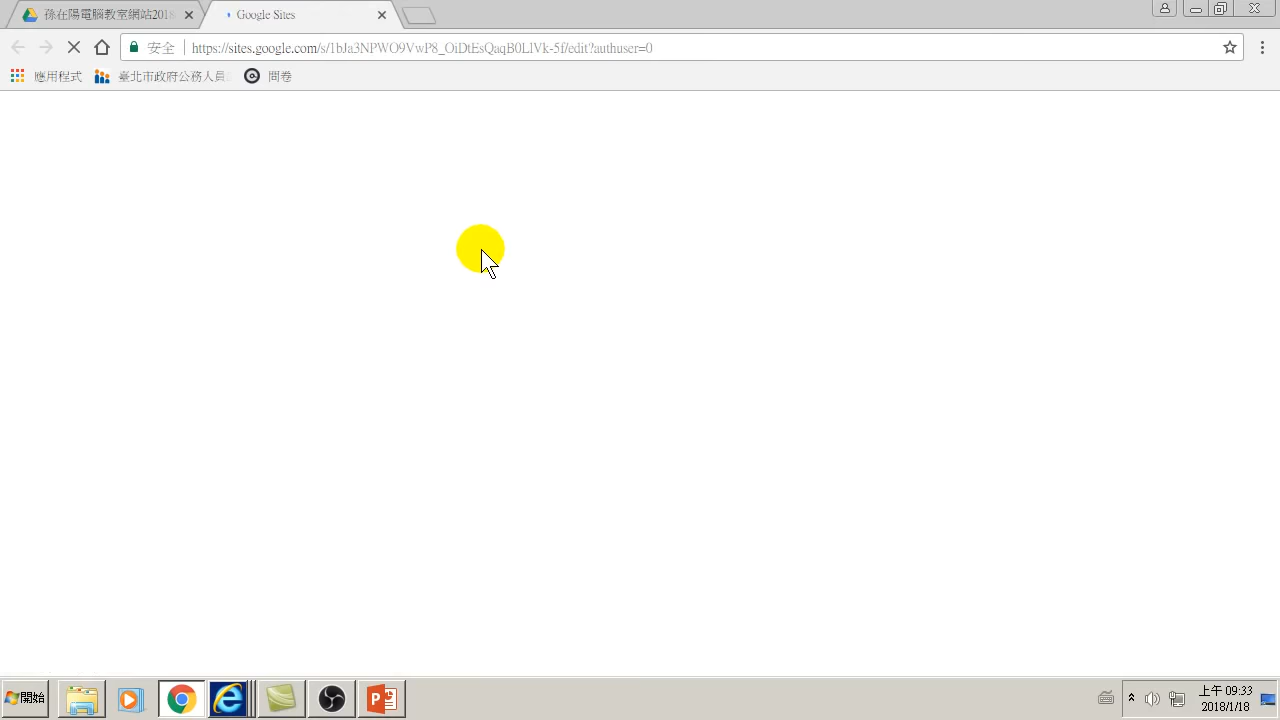 孫在陽電腦教室網站2018
Google Sites
安全
https://sites.google.com/s/1bJa3NPWO9VwP8_OiDtEsQaqB0LlVk-5f/edit?authuser=0
應用程式
臺北市政府公務人員
問卷
開始
上午 09:33
2018/1/18